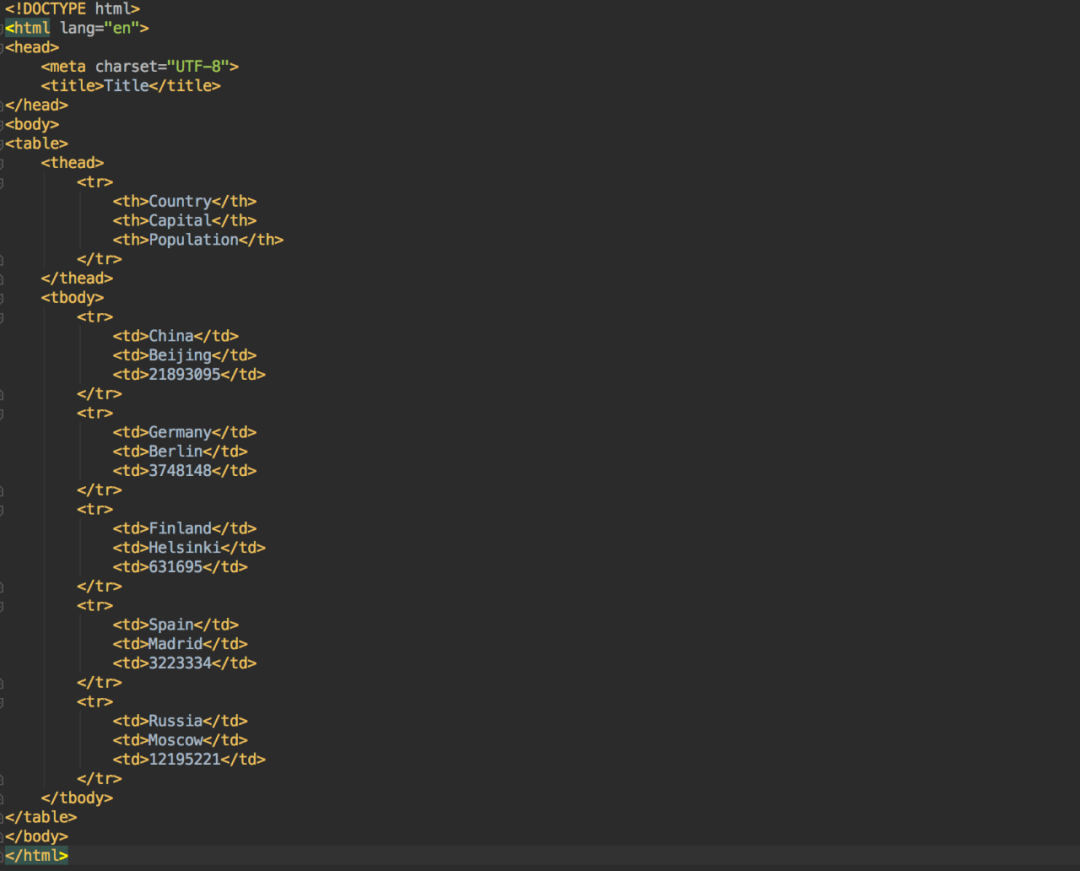 <!DOCTYPE html>
<html lang="en">
<head>
    <meta charset="UTF-8">
    <title>Title</title>
</head>
<body>
<table>
    <thead>
        <tr>
            <th>Country</th>
            <th>Capital</th>
            <th>Population</th>
        </tr>
    </thead>
    <tbody>
        <tr>
            <td>China</td>
            <td>Beijing</td>
            <td>21893095</td>
        </tr>
        <tr>
            <td>Germany</td>
            <td>Berlin</td>
            <td>3748148</td>
        </tr>
        <tr>
            <td>Finland</td>
            <td>Helsinki</td>
            <td>631695</td>
        </tr>
        <tr>
            <td>Spain</td>
            <td>Madrid</td>
            <td>3223334</td>
        </tr>
        <tr>
            <td>Russia</td>
            <td>Moscow</td>
            <td>12195221</td>
        </tr>
    </tbody>
</table>
</body>
</html>